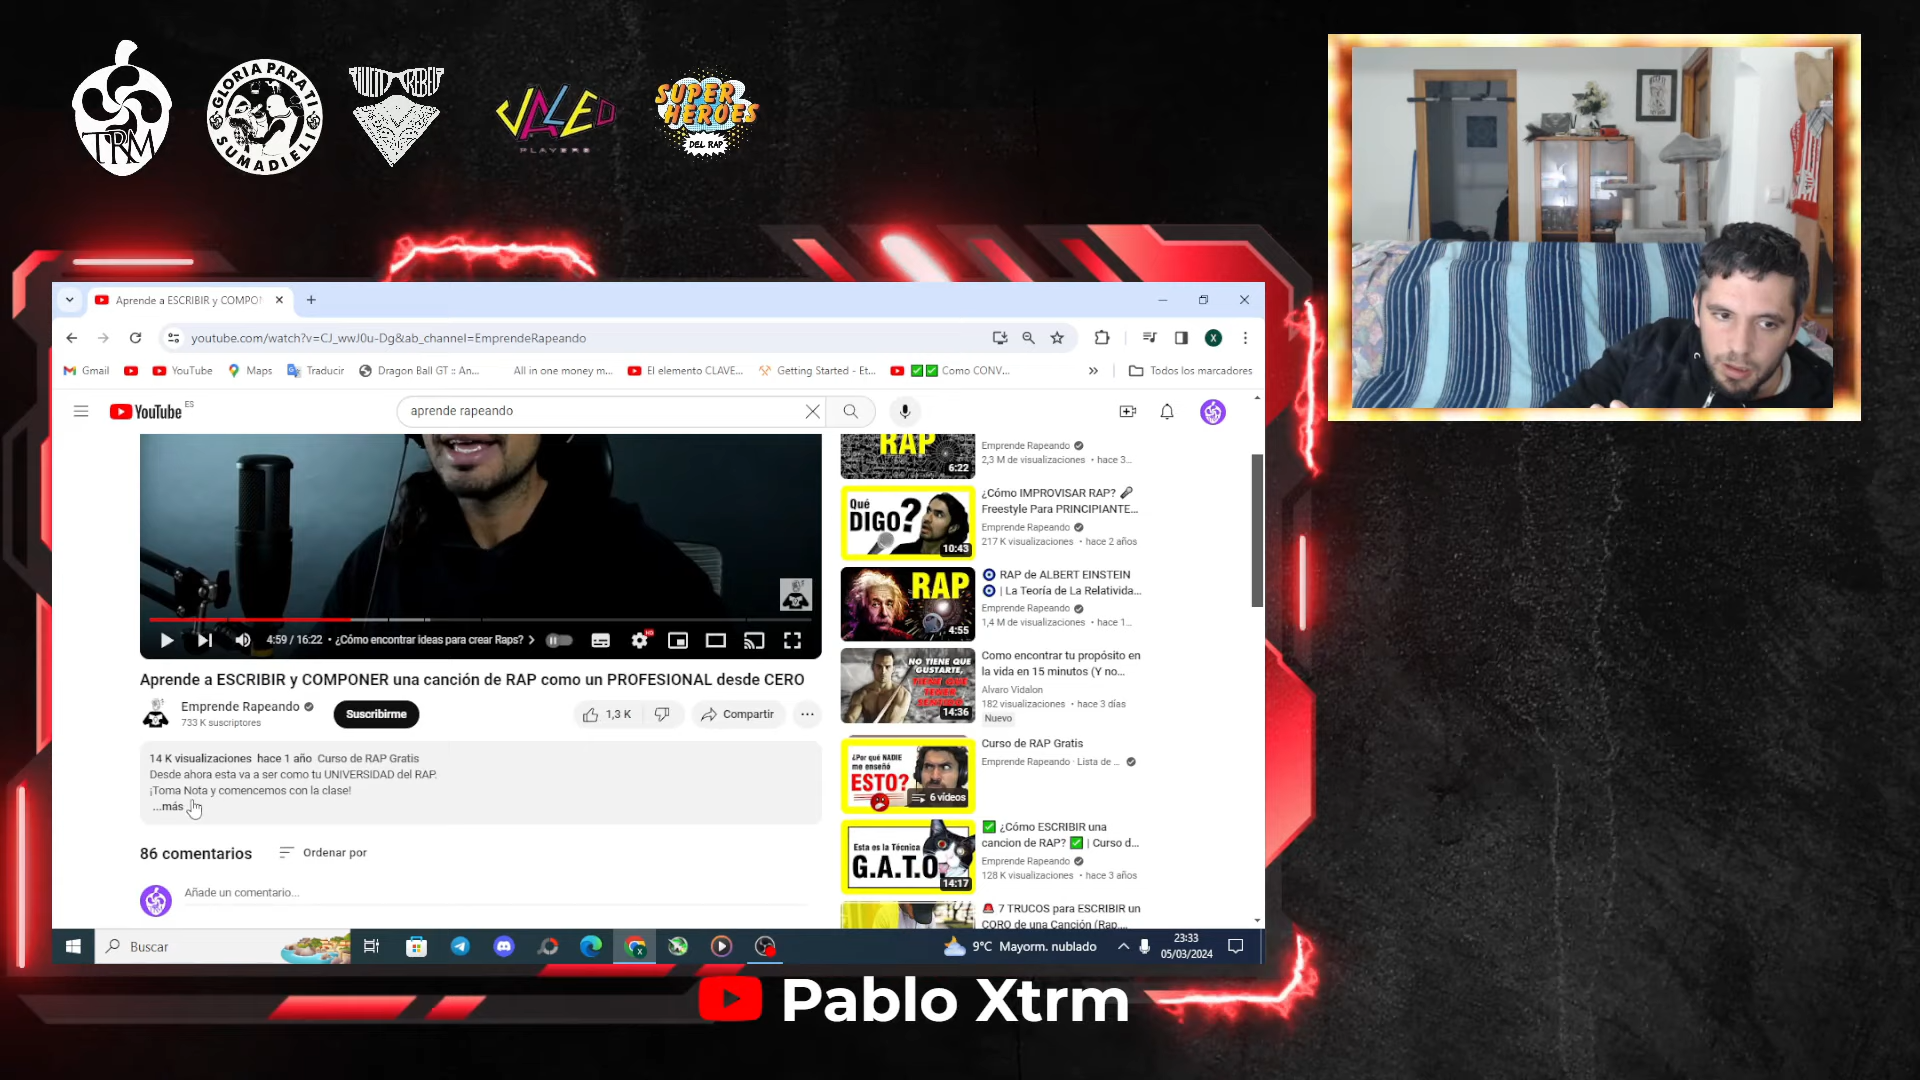 TRM
GLORIA PARATI
SUMADIELI
VALEO
PLAYERS
SUPER
HEROES
DEL RAP
Aprende a ESCRIBIR y COMPON
youtube.com/watch?v=CJ_wwJ0u-Dg&ab_channel=EmprendeRapeando
X
Gmail
YouTube
Maps
Traducir
Dragon Ball GT :: An...
All in one money m...
El elemento CLAVE...
Getting Started - Et...
Como CONV...
»
Todos los marcadores
YouTube ES
aprende rapeando
RAP
6:22
Emprende Rapeando
2,3 M de visualizaciones • hace 3...
Qué
DIGO?
10:43
¿Cómo IMPROVISAR RAP? 🎤
Freestyle Para PRINCIPIANTE...
Emprende Rapeando
217 K visualizaciones • hace 2 años
RAP
4:55
🧿 RAP de ALBERT EINSTEIN
🧿 | La Teoría de La Relativida...
Emprende Rapeando
1,4 M de visualizaciones • hace 1...
4:59 / 16:22 • ¿Cómo encontrar ideas para crear Raps? >
HD
Aprende a ESCRIBIR y COMPONER una canción de RAP como un PROFESIONAL desde CERO
Emprende Rapeando
733 K suscriptores
Suscribirme
1,3 K
Compartir
...
14 K visualizaciones hace 1 año Curso de RAP Gratis
Desde ahora esta va a ser como tu UNIVERSIDAD del RAP.
¡Toma Nota y comencemos con la clase!
...más
86 comentarios
Ordenar por
Añade un comentario...
NO TIENE QUE
GUSTARTE,
14:36
Como encontrar tu propósito en
la vida en 15 minutos (Y no...
Alvaro Vidalon
182 visualizaciones • hace 3 días
Nuevo
¿Por qué NADIE
me enseñó
ESTO?
6 vídeos
Curso de RAP Gratis
Emprende Rapeando · Lista de ...
Esta es la Técnica
G.A.T.O.
14:17
✅ ¿Cómo ESCRIBIR una
cancion de RAP? ✅ | Curso d...
Emprende Rapeando
128 K visualizaciones • hace 3 años
🚨 7 TRUCOS para ESCRIBIR un
CORO de una Canción (Rap,
Buscar
9°C Mayorm. nublado
23:33
05/03/2024
Pablo Xtrm